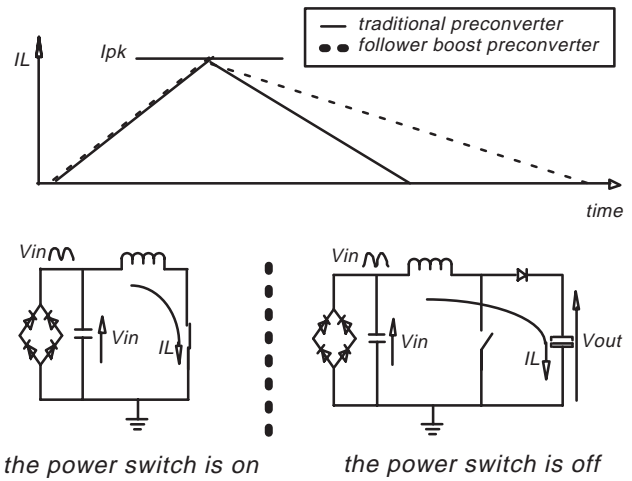 traditional preconverter
follower boost preconverter
IL
Ipk
time
Vin
Vin
IL
Vin
Vin
IL
Vout
the power switch is on
the power switch is off